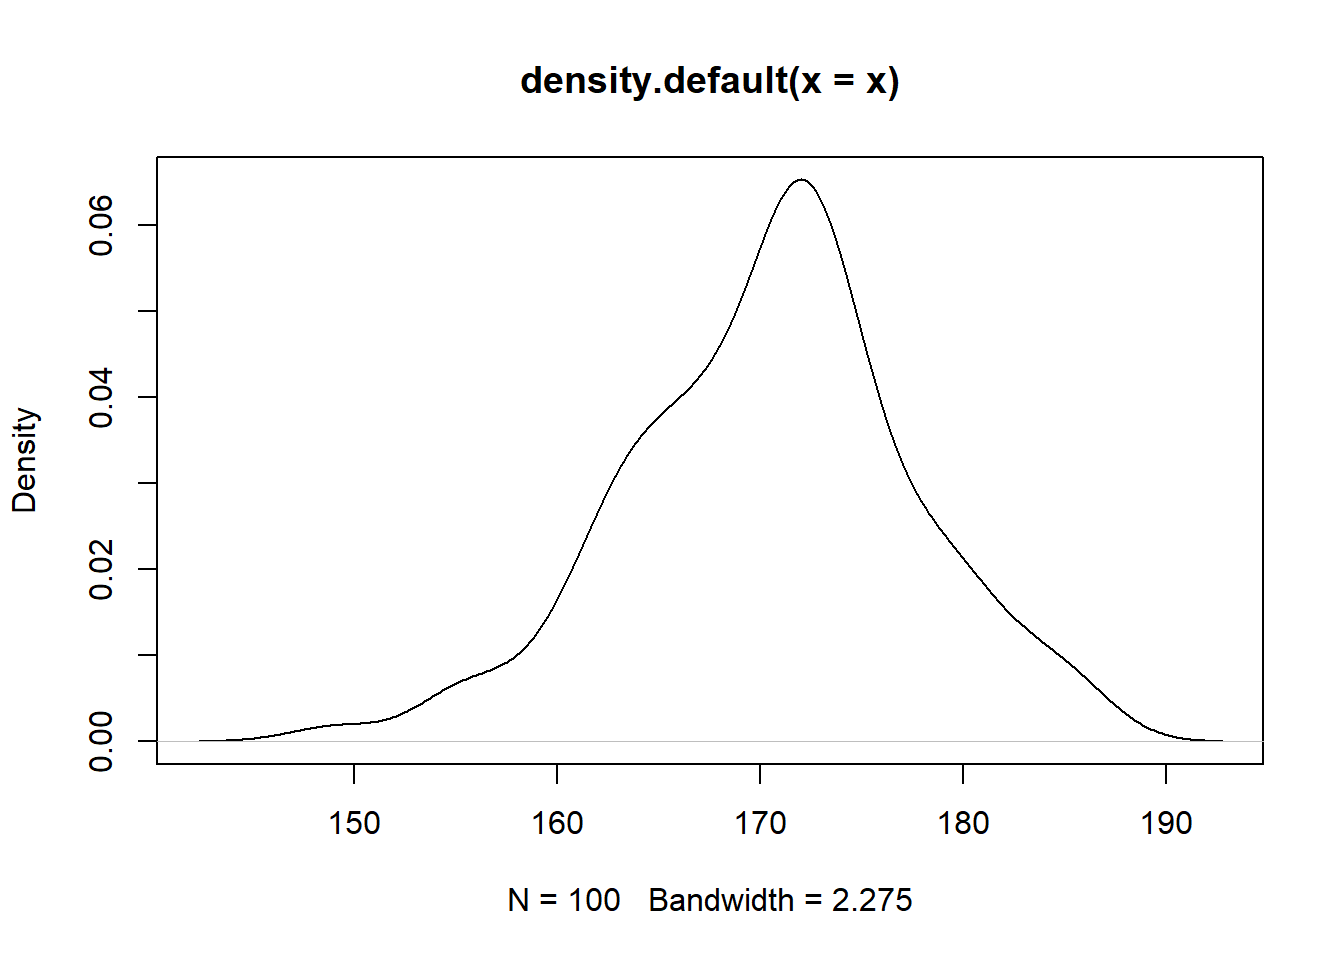 density.default(x = x)
Density
0.00
0.02
0.04
0.06
150 160 170 180 190
N = 100   Bandwidth = 2.275